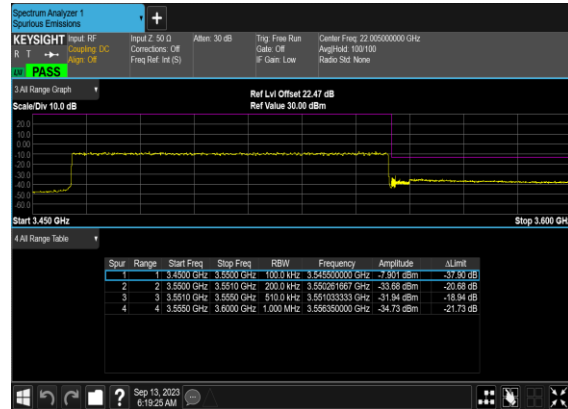 Spectrum Analyzer 1
Spurious Emissions
KEYSIGHT Input: RF Input Z: 50 Ω Atten: 30 dB Trig: Free Run Center Freq: 22.005000000 GHz
R T Coupling: DC Corrections: Off Gate: Off Avg|Hold: 100/100
Align: Off Freq Ref: Int (S) IF Gain: Low Radio Std: None
LW PASS
3 All Range Graph Ref Lvl Offset 22.47 dB
Scale/Div 10.0 dB Ref Value 30.00 dBm
20.0
10.0
0.00
-10.0
-20.0
-30.0
-40.0
-50.0
-60.0
Start 3.450 GHz Stop 3.600 GH
4 All Range Table
Spur Range Start Freq Stop Freq RBW Frequency Amplitude ΔLimit
1 1 3.4500 GHz 3.5500 GHz 100.0 kHz 3.545500000 GHz -7.901 dBm -37.90 dB
2 2 3.5500 GHz 3.5510 GHz 200.0 kHz 3.550261667 GHz -33.68 dBm -20.68 dB
3 3 3.5510 GHz 3.5550 GHz 510.0 kHz 3.551033333 GHz -31.94 dBm -18.94 dB
4 4 3.5550 GHz 3.6000 GHz 1.000 MHz 3.556350000 GHz -34.73 dBm -21.73 dB
Sep 13, 2023
6:19:25 AM